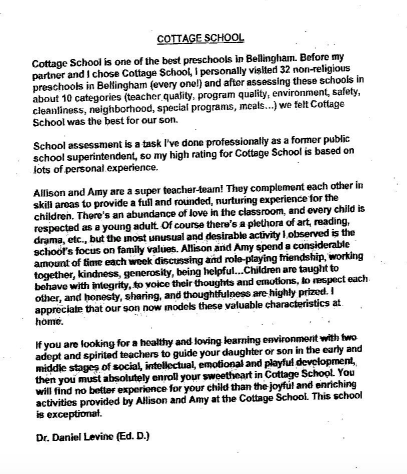 COTTAGE SCHOOL
Cottage School is one of the best preschools in Bellingham. Before my
partner and I chose Cottage School, I personally visited 32 non-religious
preschools in Bellingham (every one!) and after assessing these schools in
about 10 categories (teacher quality, program quality, environment, safety,
cleanliness, neighborhood, special programs, meals...) we felt Cottage
School was the best for our son.
School assessment is a task I've done professionally as a former public
school superintendent, so my high rating for Cottage School is based on
lots of personal experience.
Allison and Amy are a super teacher-team! They complement each other in
skill areas to provide a full and rounded, nurturing experience for the
children. There's an abundance of love in the classroom, and every child is
respected as a young adult. Of course there's a plethora of art, reading,
drama, etc., but the most unusual and desirable activity I observed is the
school's focus on family values. Allison and Amy spend a considerable
amount of time each week discussing and role-playing friendship, working
together, kindness, generosity, being helpful...Children are taught to
behave with integrity, to voice their thoughts and emotions, to respect each
other, and honesty, sharing, and thoughtfulness are highly prized. I
appreciate that our son now models these valuable characteristics at
home.
If you are looking for a healthy and loving learning environment with two
adept and spirited teachers to guide your daughter or son in the early and
middle stages of social, intellectual, emotional and playful development,
then you must absolutely enroll your sweetheart in Cottage School. You
will find no better experience for your child than the joyful and enriching
activities provided by Allison and Amy at the Cottage School. This school
is exceptional.
Dr. Daniel Levine (Ed. D.)